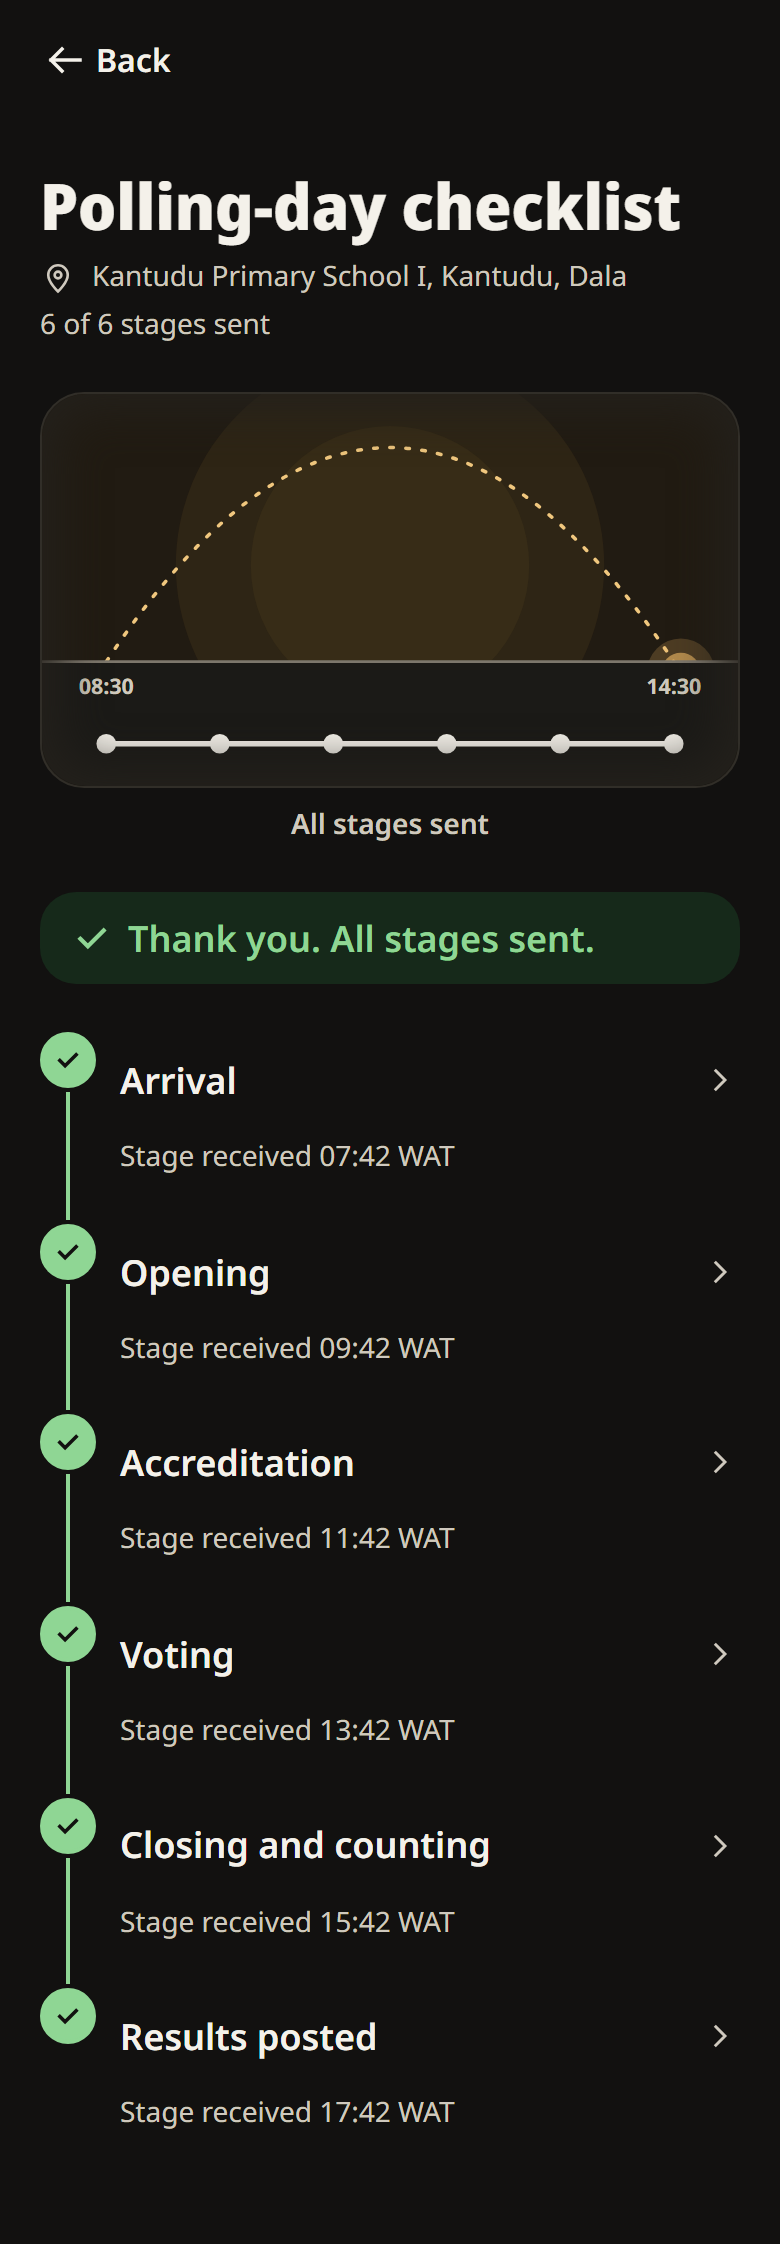 Back
Polling-day checklist
Kantudu Primary School I, Kantudu, Dala
6 of 6 stages sent
08:30
14:30
All stages sent
Thank you. All stages sent.
Arrival
Stage received 07:42 WAT
Opening
Stage received 09:42 WAT
Accreditation
Stage received 11:42 WAT
Voting
Stage received 13:42 WAT
Closing and counting
Stage received 15:42 WAT
Results posted
Stage received 17:42 WAT